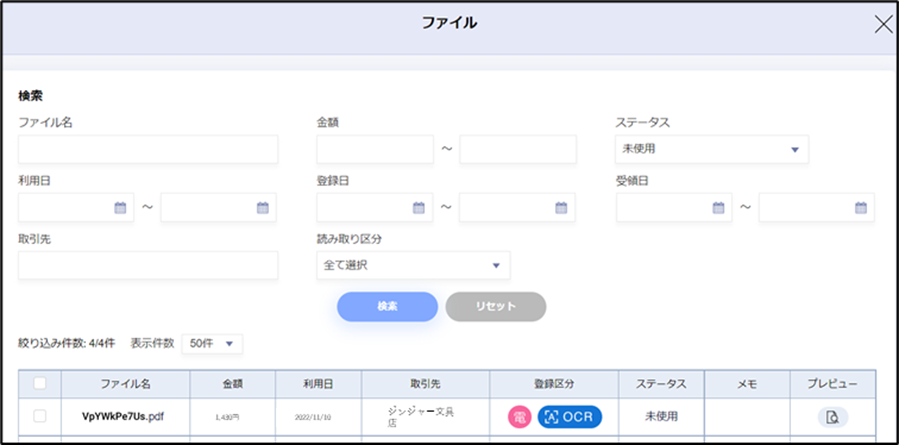 ファイル
検索
ファイル名 金額 ステータス
~ 未使用
利用日 登録日 受領日
~ ~ ~
取引先 読み取り区分
全て選択
検索 リセット
絞り込み件数: 4/4件 表示件数 50件
ファイル名 金額 利用日 取引先 登録区分 ステータス メモ プレビュー
VpYWkPe7Us.pdf 1,430円 2022/11/10 ジンジャー文具店 電 OCR 未使用